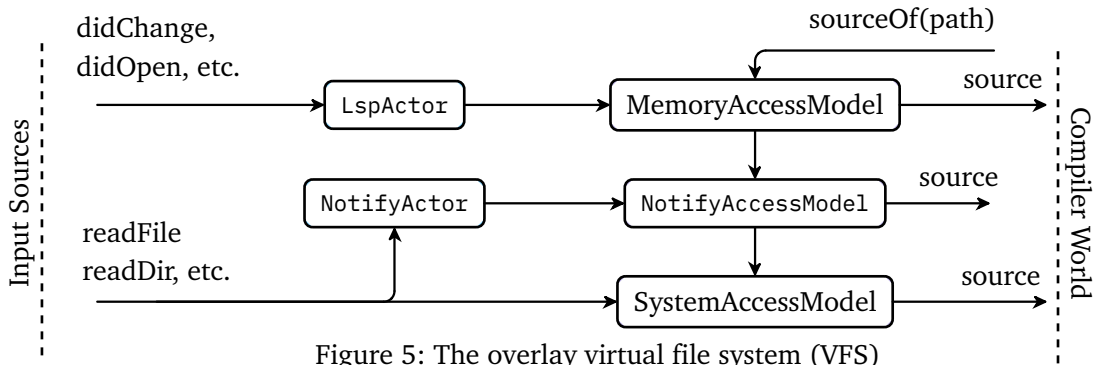 didChange,
didOpen, etc.
sourceOf(path)
LspActor
MemoryAccessModel
source
Input Sources
Compiler World
NotifyActor
NotifyAccessModel
source
readFile
readDir, etc.
SystemAccessModel
source
Figure 5: The overlay virtual file system (VFS)